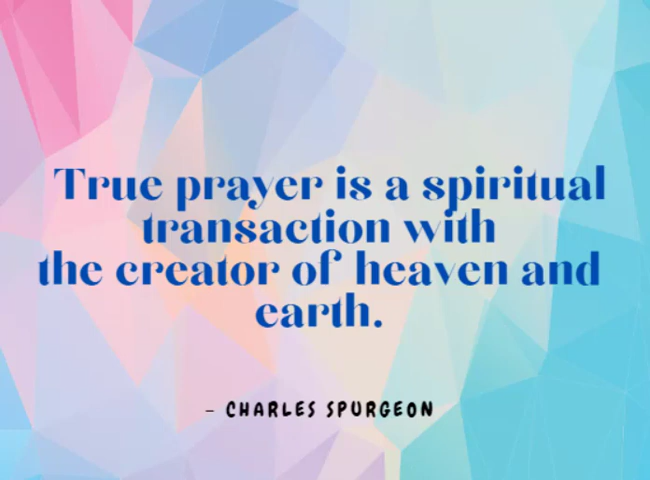 True prayer is a spiritual
transaction with
the creator of heaven and
earth.
– CHARLES SPURGEON